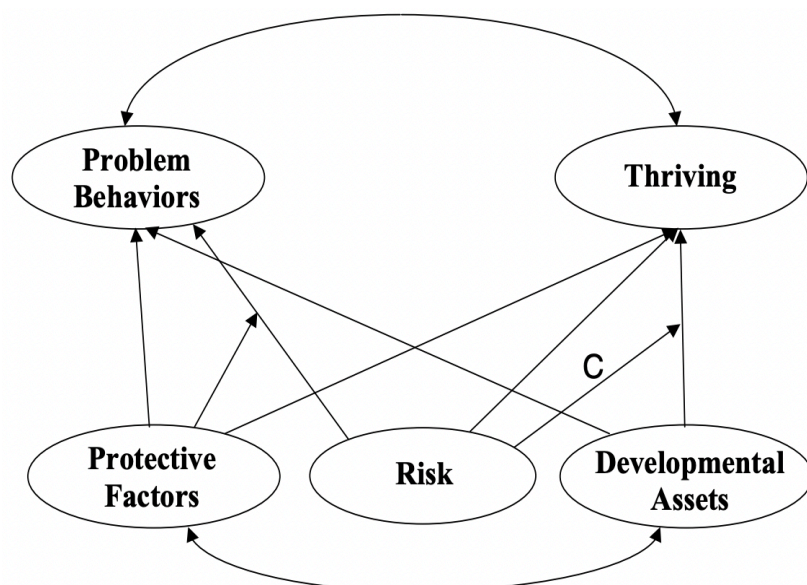 Problem
Behaviors
Thriving
C
Protective
Factors
Risk
Developmental
Assets